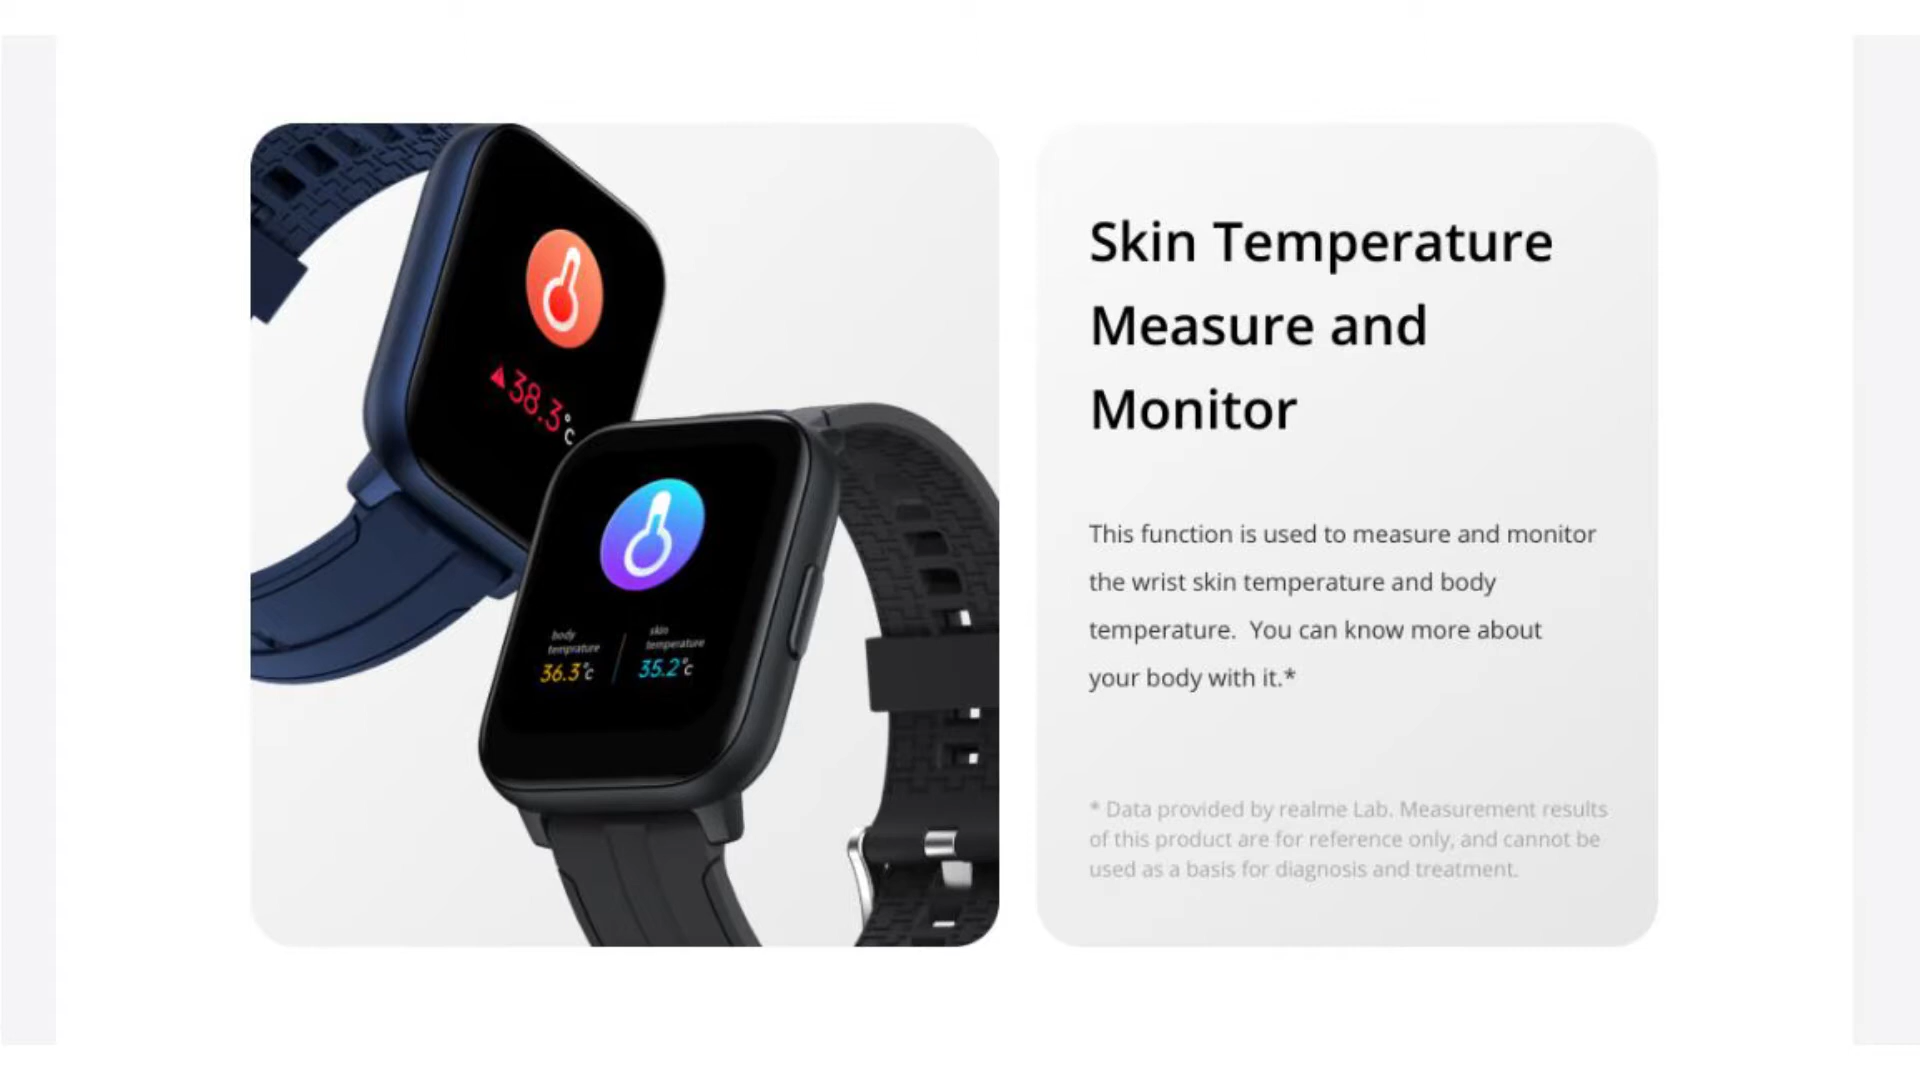 38.3°c
body
temprature
36.3°c
skin
temperature
35.2°c
Skin Temperature
Measure and
Monitor
This function is used to measure and monitor
the wrist skin temperature and body
temperature. You can know more about
your body with it.*
* Data provided by realme Lab. Measurement results
of this product are for reference only, and cannot be
used as a basis for diagnosis and treatment.